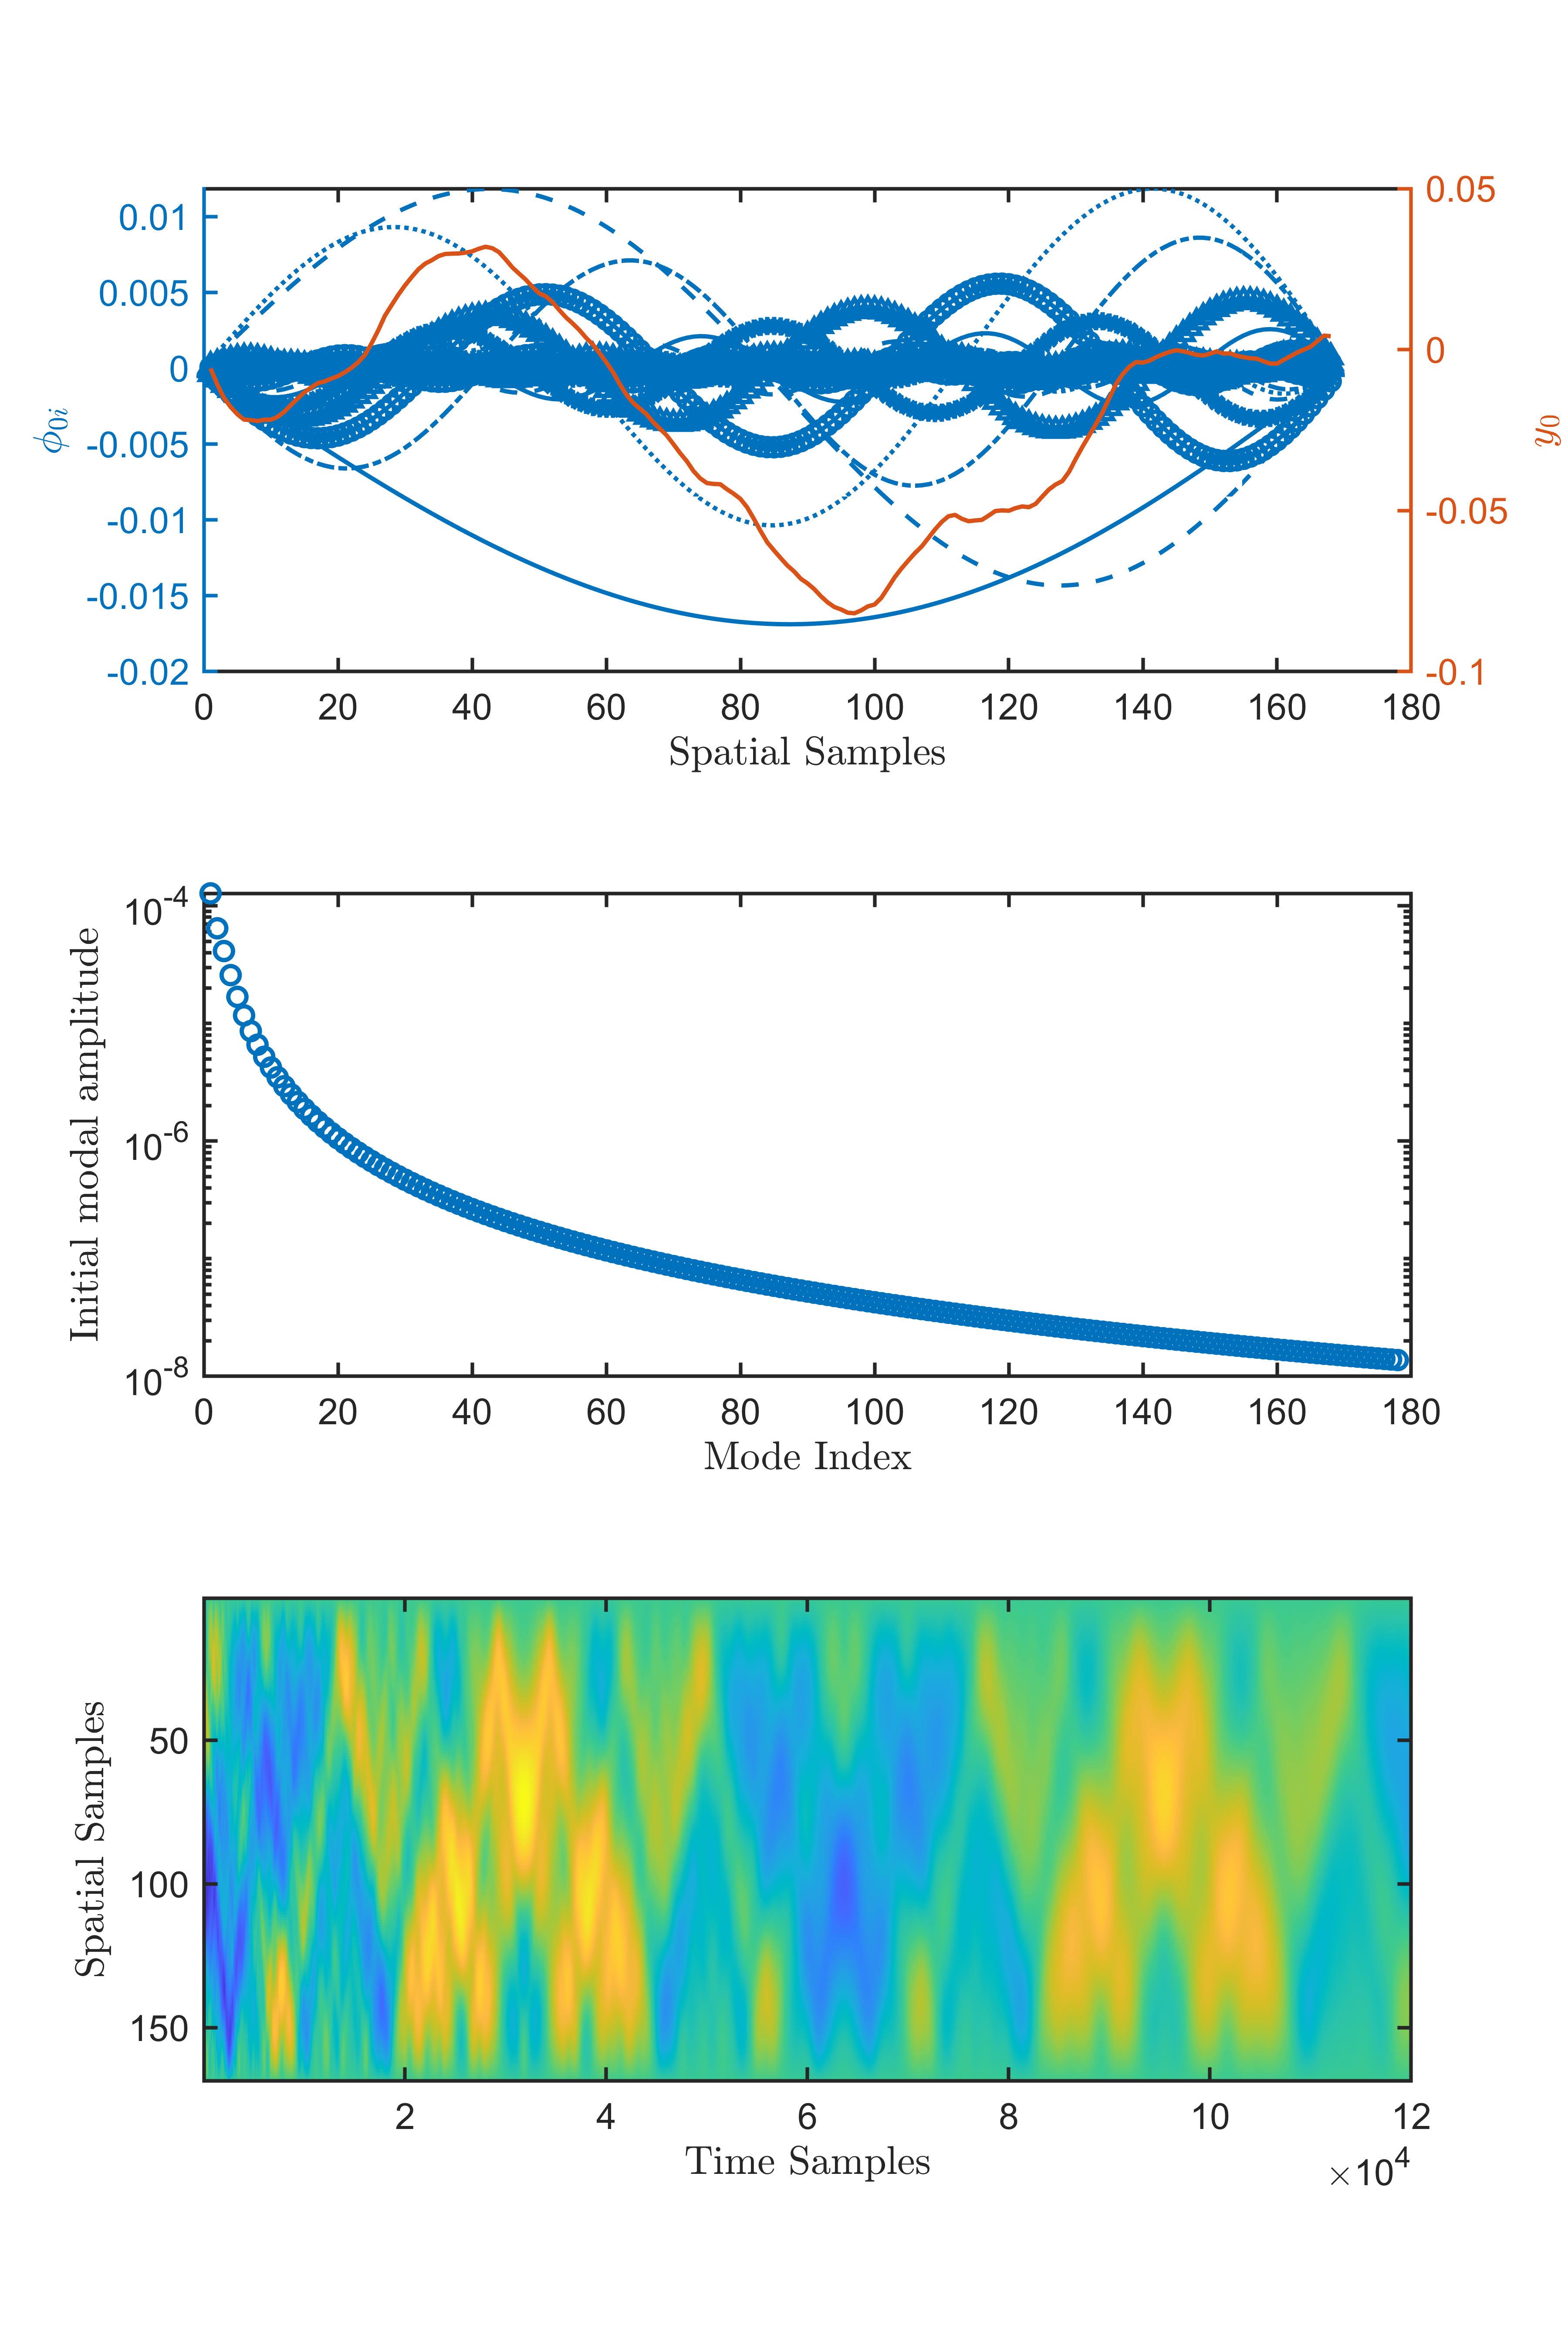 0.01
0.005
0
-0.005
-0.01
-0.015
-0.02
ϕ0i
0.05
0
-0.05
-0.1
y0
0 20 40 60 80 100 120 140 160 180
Spatial Samples
10-4
10-6
10-8
Initial modal amplitude
0 20 40 60 80 100 120 140 160 180
Mode Index
50
100
150
Spatial Samples
2 4 6 8 10 12
Time Samples
×104